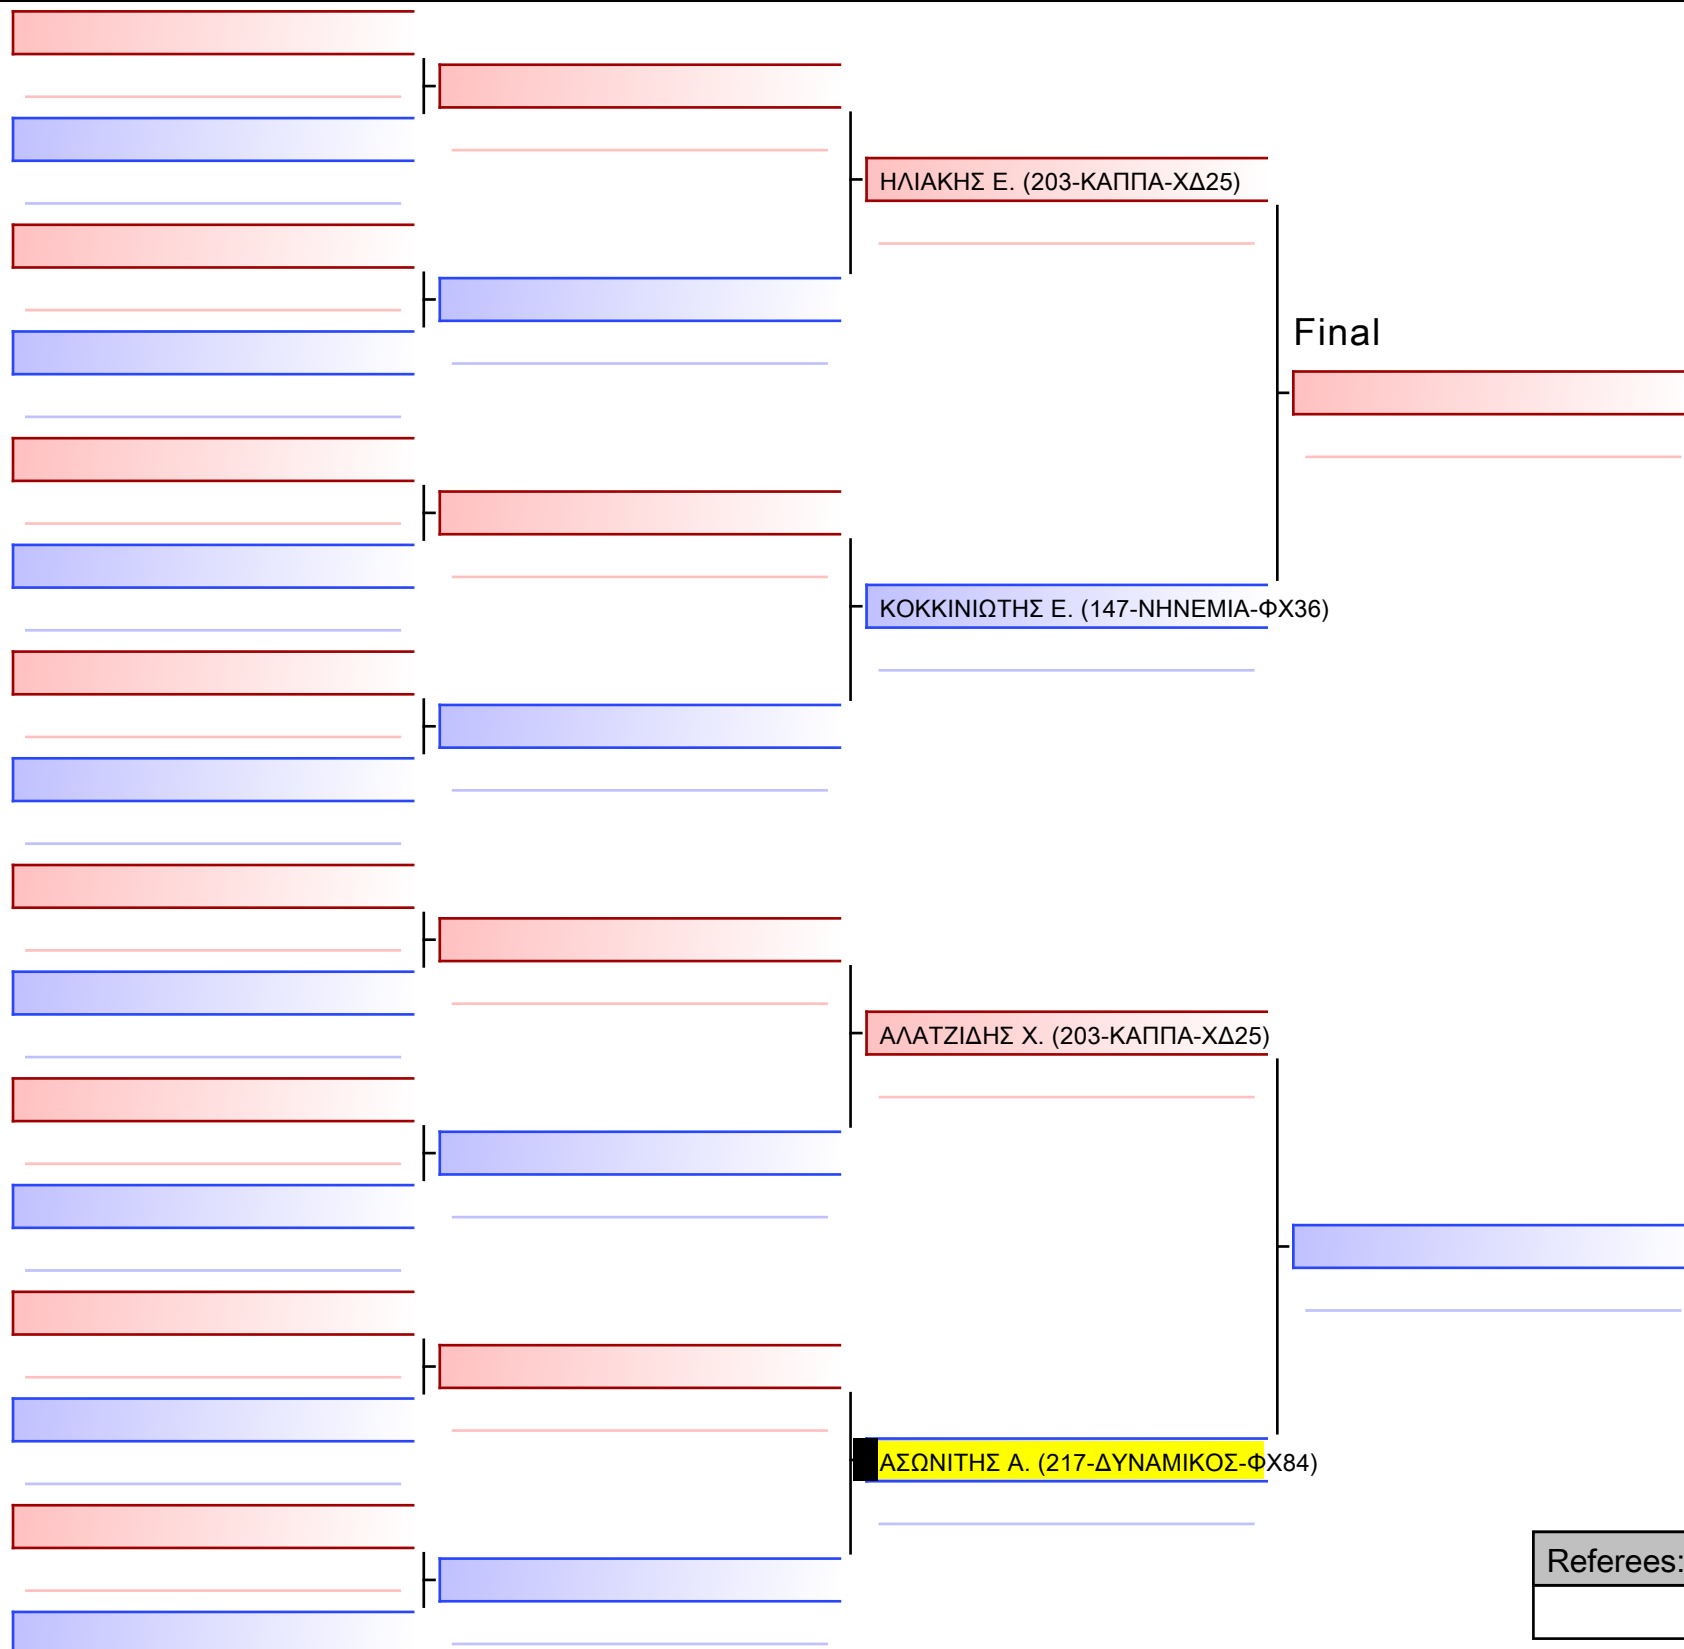 ΗΛΙΑΚΗΣ Ε. (203-ΚΑΠΠΑ-ΧΔ25)
Final
ΚΟΚΚΙΝΙΩΤΗΣ Ε. (147-ΝΗΝΕΜΙΑ-ΦΧ36)
ΑΛΑΤΖΙΔΗΣ Χ. (203-ΚΑΠΠΑ-ΧΔ25)
ΑΣΩΝΙΤΗΣ Α. (217-ΔΥΝΑΜΙΚΟΣ-ΦΧ84)
Referees: